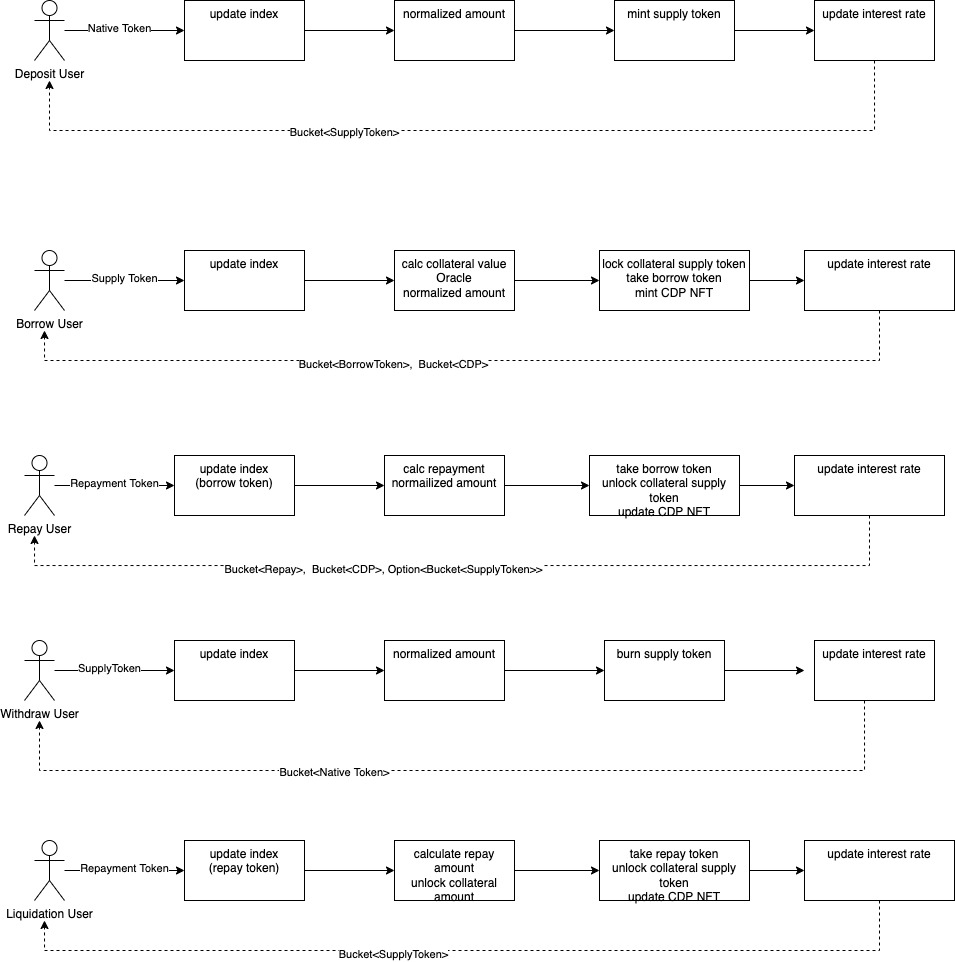 update index
normalized amount
mint supply token
update interest rate
Native Token
Deposit User
Bucket<SupplyToken>
update index
calc collateral value
Oracle
normalized amount
lock collateral supply token
take borrow token
mint CDP NFT
update interest rate
Supply Token
Borrow User
Bucket<BorrowToken>, Bucket<CDP>
update index
(borrow token)
calc repayment
normailized amount
take borrow token
unlock collateral supply
token
update CDP NFT
update interest rate
Repayment Token
Repay User
Bucket<Repay>, Bucket<CDP>, Option<Bucket<SupplyToken>>
update index
normalized amount
burn supply token
update interest rate
SupplyToken
Withdraw User
Bucket<Native Token>
update index
(repay token)
calculate repay
amount
unlock collateral
amount
take repay token
unlock collateral supply
token
update CDP NFT
update interest rate
Repayment Token
Liquidation User
Bucket<SupplyToken>